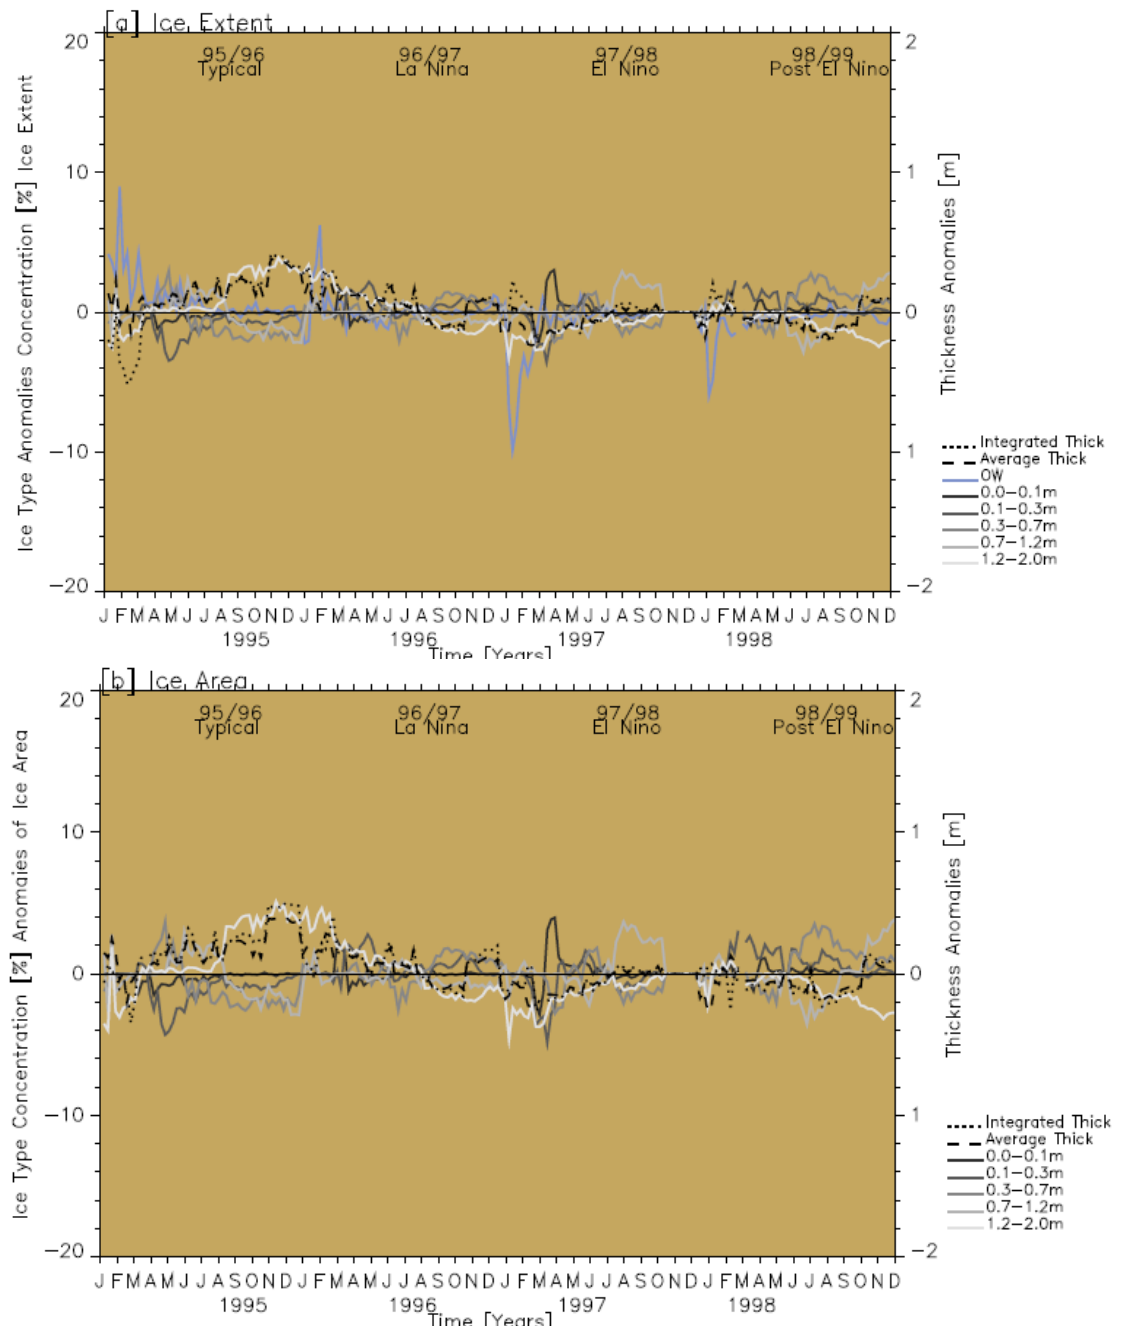 [a] Ice Extent
20
10
0
−10
−20
2
1
0
1
−2
95/96
Typical
96/97
La Nina
97/98
El Nino
98/99
Post El Nino
Ice Type Anomalies Concentration [%] Ice Extent
Thickness Anomalies [m]
Integrated Thick
Average Thick
OW
0.0−0.1m
0.1−0.3m
0.3−0.7m
0.7−1.2m
1.2−2.0m
J F M A M J J A S O N D J F M A M J J A S O N D J F M A M J J A S O N D J F M A M J J A S O N D
1995 1996 1997 1998
Time [Years]
[b] Ice Area
20
10
0
−10
−20
2
1
0
1
−2
95/96
Typical
96/97
La Nina
97/98
El Nino
98/99
Post El Nino
Ice Type Concentration [%] Anomaies of Ice Area
Thickness Anomalies [m]
Integrated Thick
Average Thick
0.0−0.1m
0.1−0.3m
0.3−0.7m
0.7−1.2m
1.2−2.0m
J F M A M J J A S O N D J F M A M J J A S O N D J F M A M J J A S O N D J F M A M J J A S O N D
1995 1996 1997 1998
Time [Years]